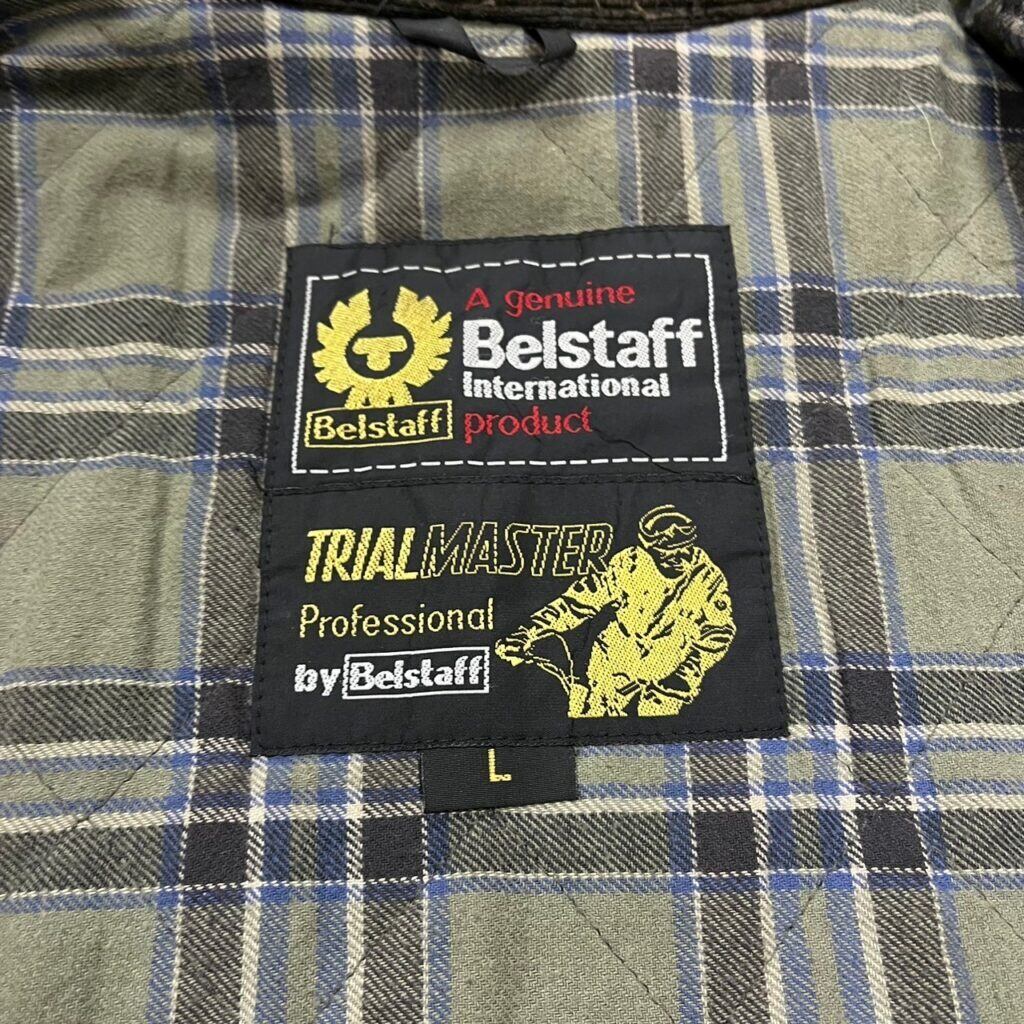 A genuine
Belstaff
International
product
Belstaff
TRIALMASTER
Professional
by Belstaff
L